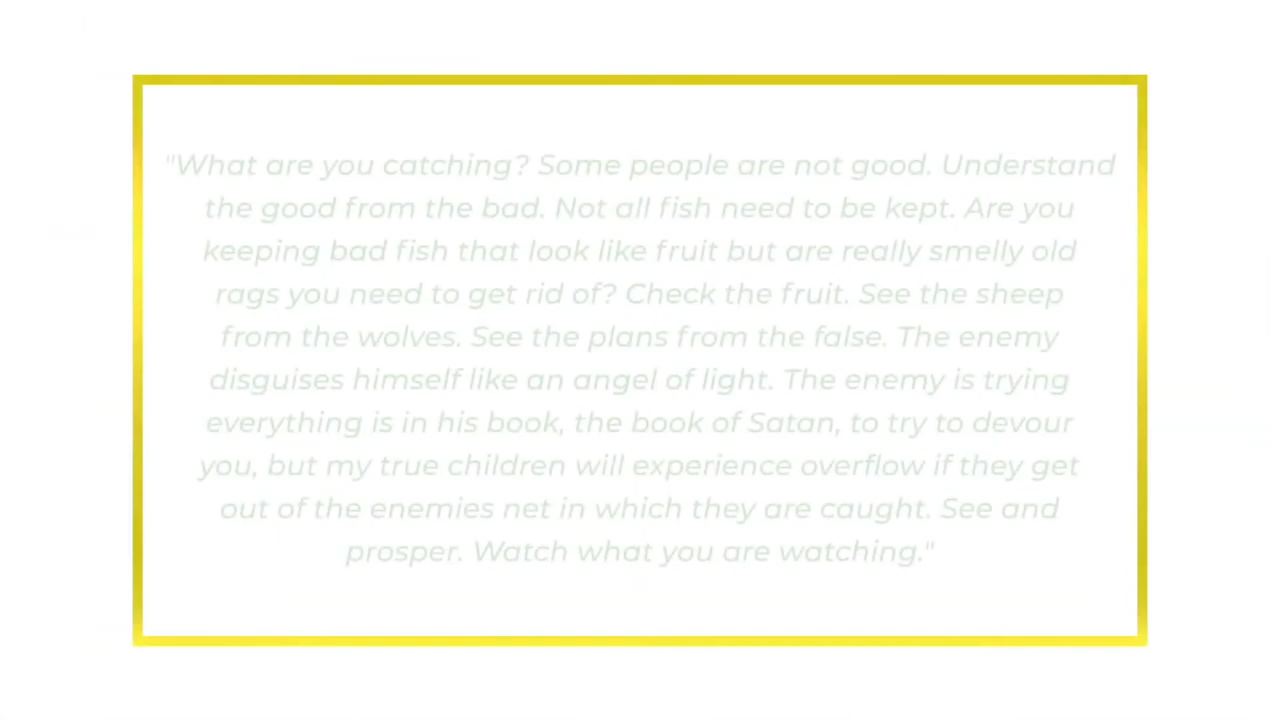 "What are you catching? Some people are not good. Understand
the good from the bad. Not all fish need to be kept. Are you
keeping bad fish that look like fruit but are really smelly old
rags you need to get rid of? Check the fruit. See the sheep
from the wolves. See the plans from the false. The enemy
disguises himself like an angel of light. The enemy is trying
everything is in his book, the book of Satan, to try to devour
you, but my true children will experience overflow if they get
out of the enemies net in which they are caught. See and
prosper. Watch what you are watching."